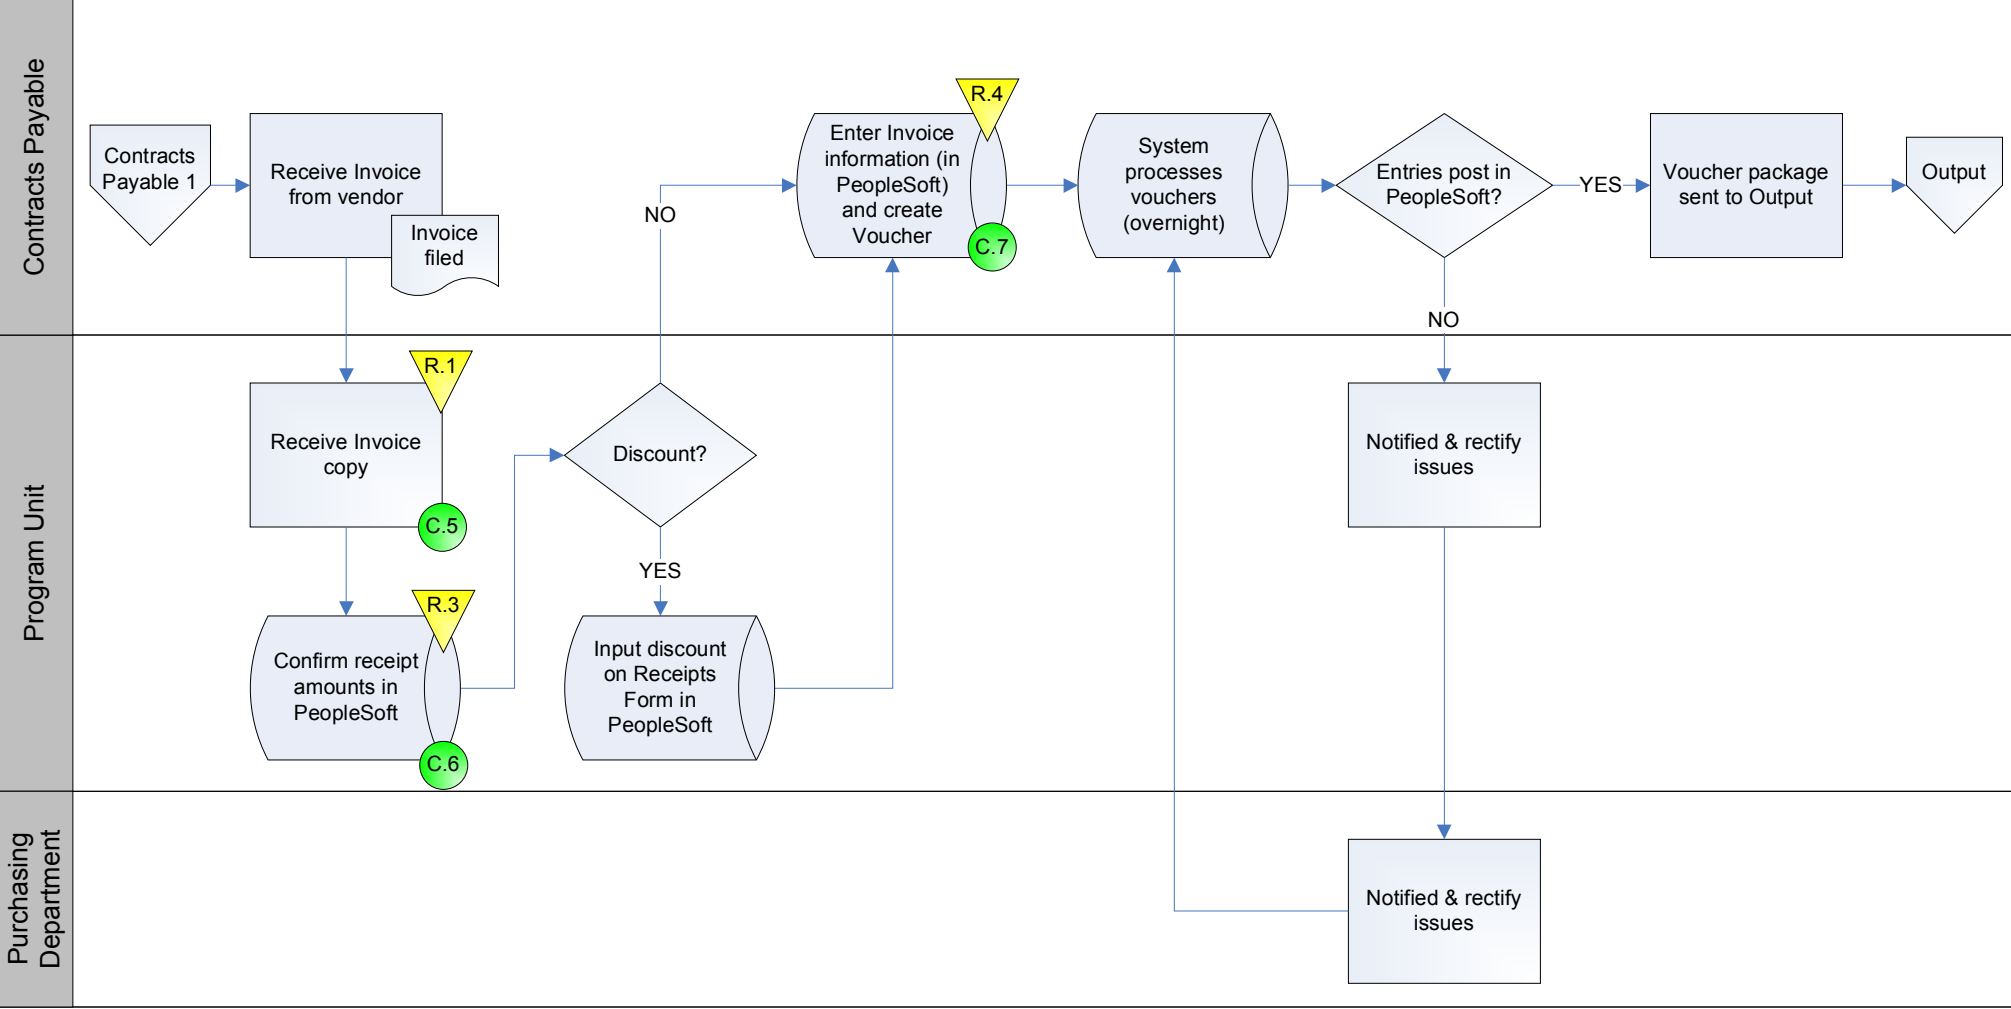 Contracts Payable
Contracts
Payable 1
Receive Invoice
from vendor
Invoice
filed
NO
R.4
Enter Invoice
information (in
PeopleSoft)
and create
Voucher
C.7
System
processes
vouchers
(overnight)
Entries post in
PeopleSoft?
YES
Voucher package
sent to Output
Output
NO
Program Unit
R.1
Receive Invoice
copy
C.5
Discount?
YES
R.3
Confirm receipt
amounts in
PeopleSoft
C.6
Input discount
on Receipts
Form in
PeopleSoft
Notified & rectify
issues
Purchasing
Department
Notified & rectify
issues